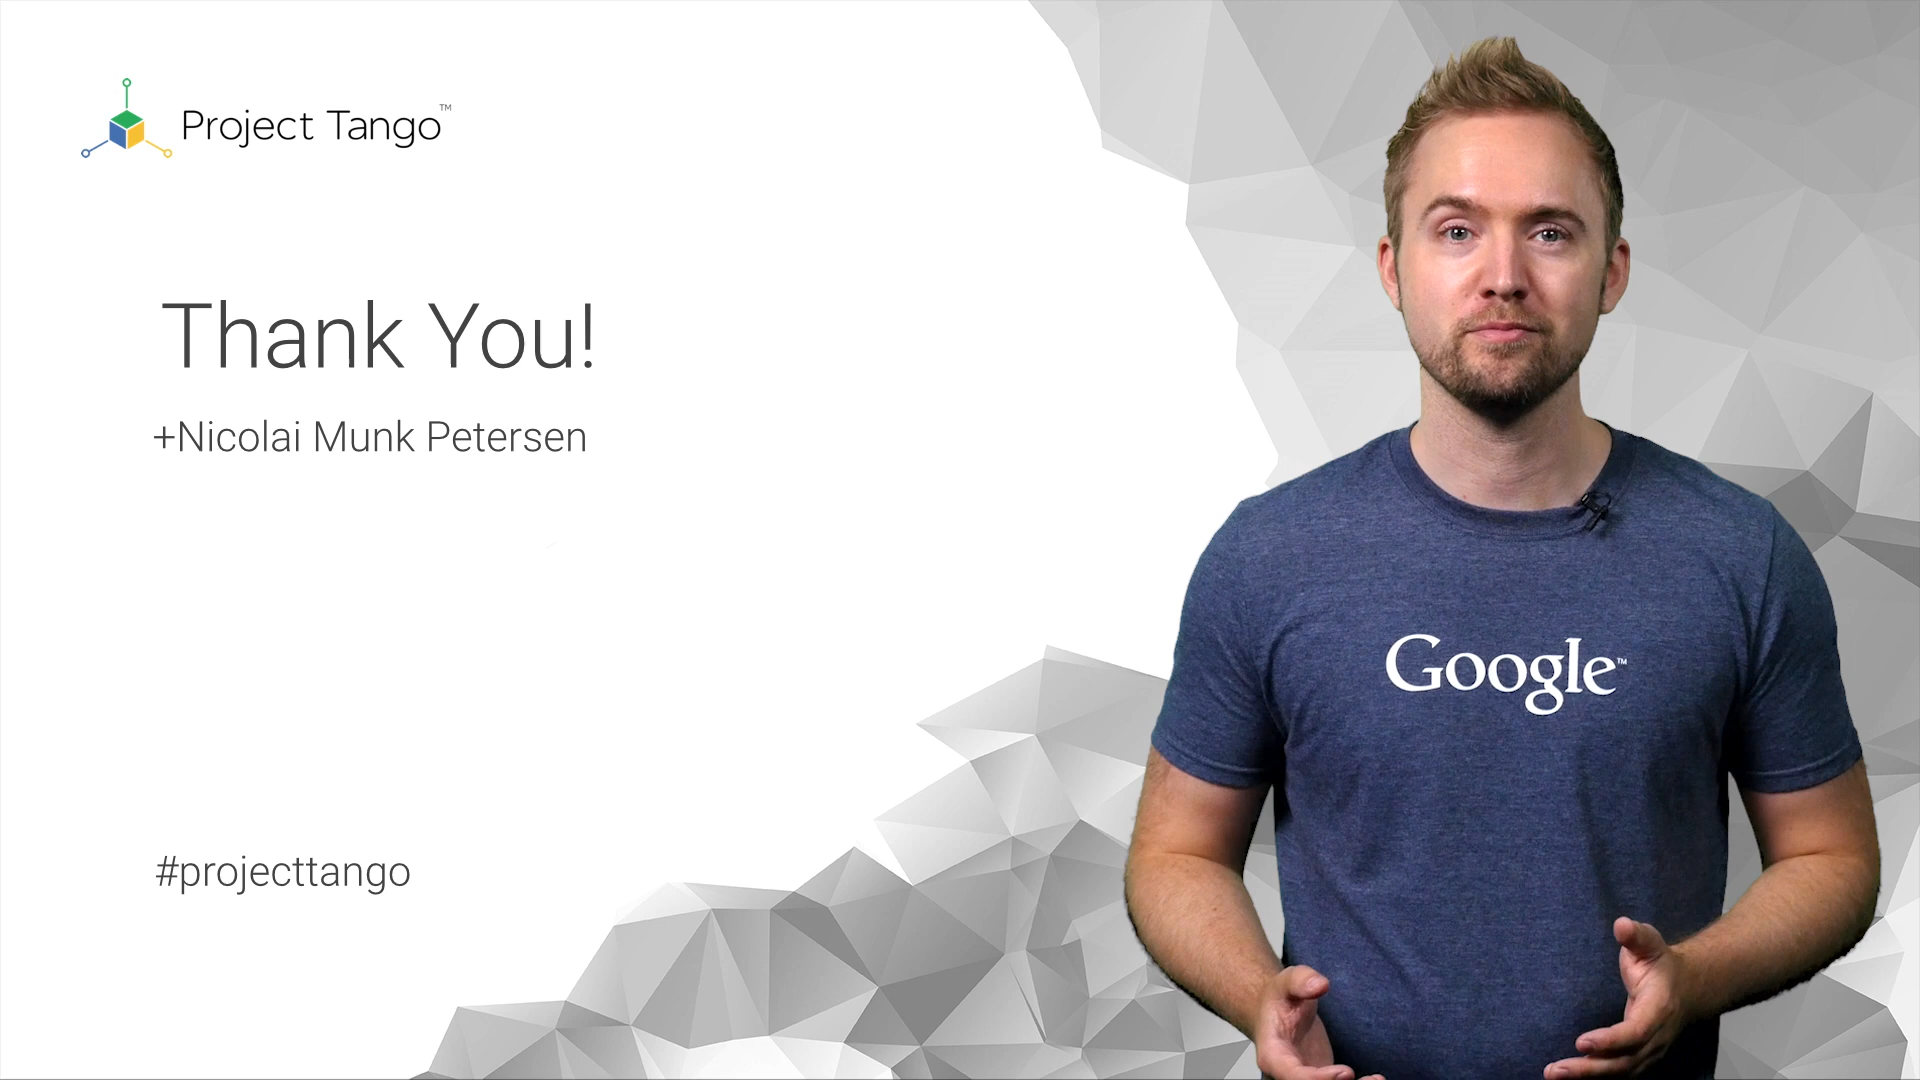 Project Tango™
Thank You!
+Nicolai Munk Petersen
Google™
#projecttango